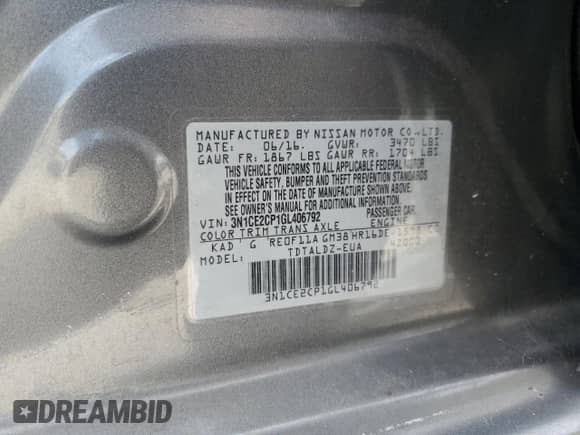 MANUFACTURED BY NISSAN MOTOR CO.,LTD.
DATE: 06/16. GVWR: 3470 LBS
GAWR FR: 1867 LBS GAWR RR: 1704 LBS
THIS VEHICLE CONFORMS TO ALL APPLICABLE FEDERAL MOTOR
VEHICLE SAFETY, BUMPER AND THEFT PREVENTION STANDARDS
IN EFFECT ON THE DATE OF MANUFACTURE SHOWN ABOVE.
SEE OWNER'S MANUAL. PASSENGER CAR.
VIN: 3N1CE2CP1GL406792
COLOR TRIM TRANS AXLE ENGINE
KAD G RE0F11A GM38 HR16DE
MODEL: TDTALDZ-EUA
3N1CE2CP1GL406792
DREAMBID